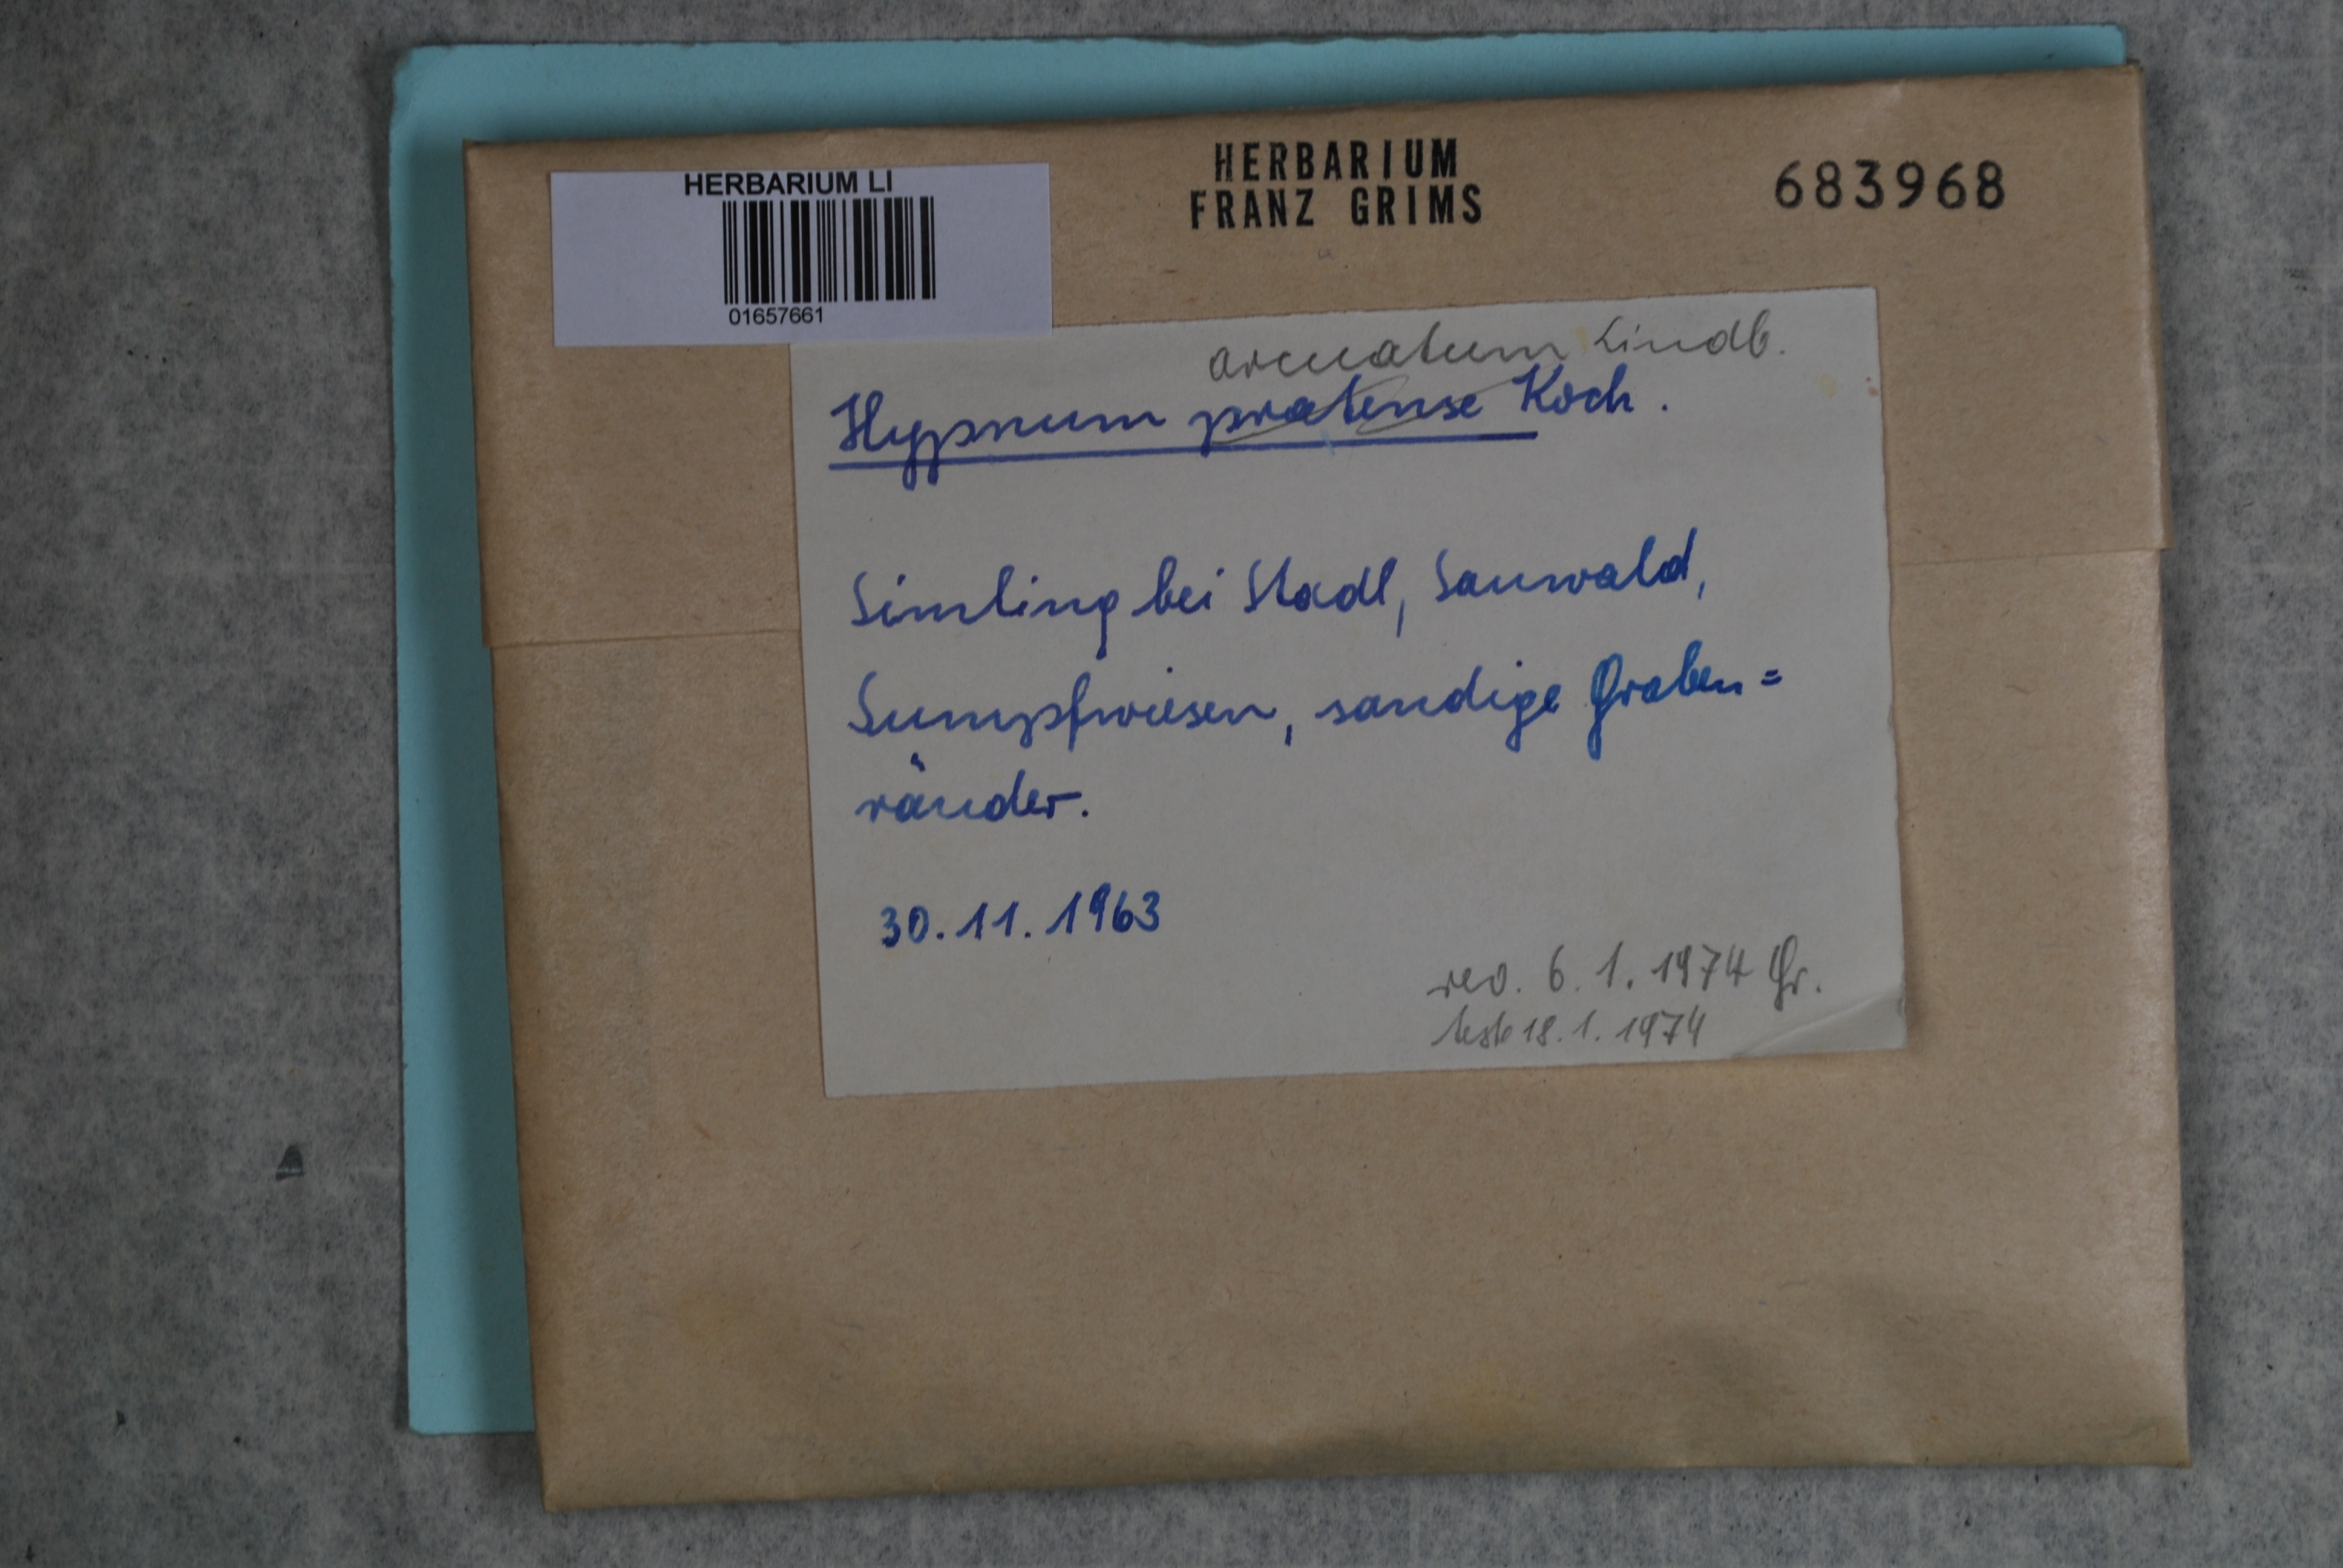 HERBARIUM LI
01657661
HERBARIUM
FRANZ GRIMS
683968
arcuatum Lindb.
Hypnum pratense Koch.
Simling bei Stadl, Sauwald,
Sumpfwiesen, sandige Graben=
ränder.
30.11.1963
rev. 6.1.1974 Gr.
teste 18.1.1974